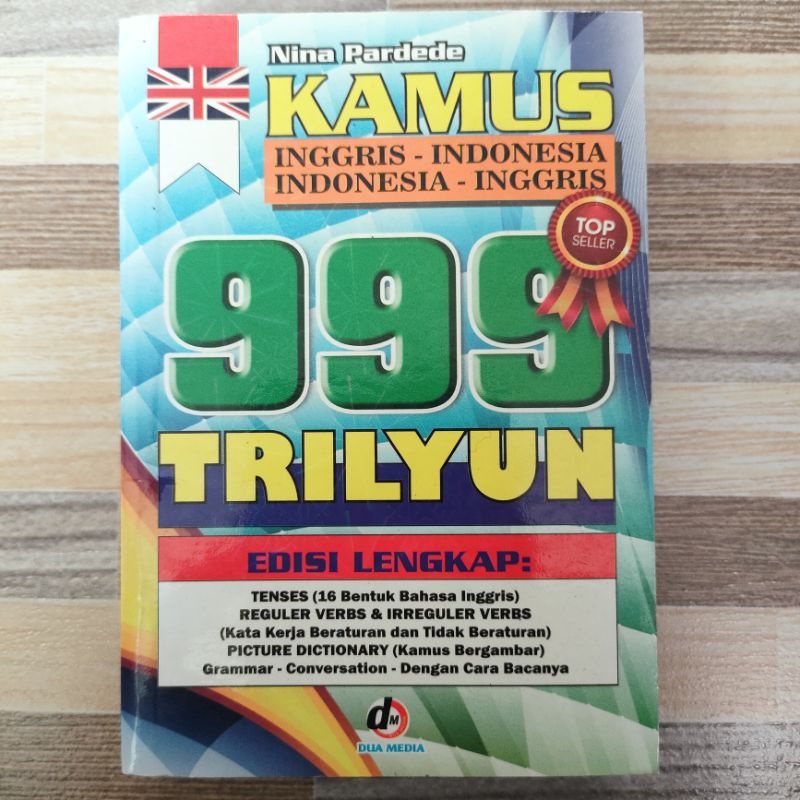 Nina Pardede
KAMUS
INGGRIS - INDONESIA
INDONESIA - INGGRIS
TOP
SELLER
999
TRILYUN
EDISI LENGKAP:
TENSES (16 Bentuk Bahasa Inggris)
REGULER VERBS & IRREGULER VERBS
(Kata Kerja Beraturan dan Tidak Beraturan)
PICTURE DICTIONARY (Kamus Bergambar)
Grammar - Conversation - Dengan Cara Bacanya
dM
DUA MEDIA